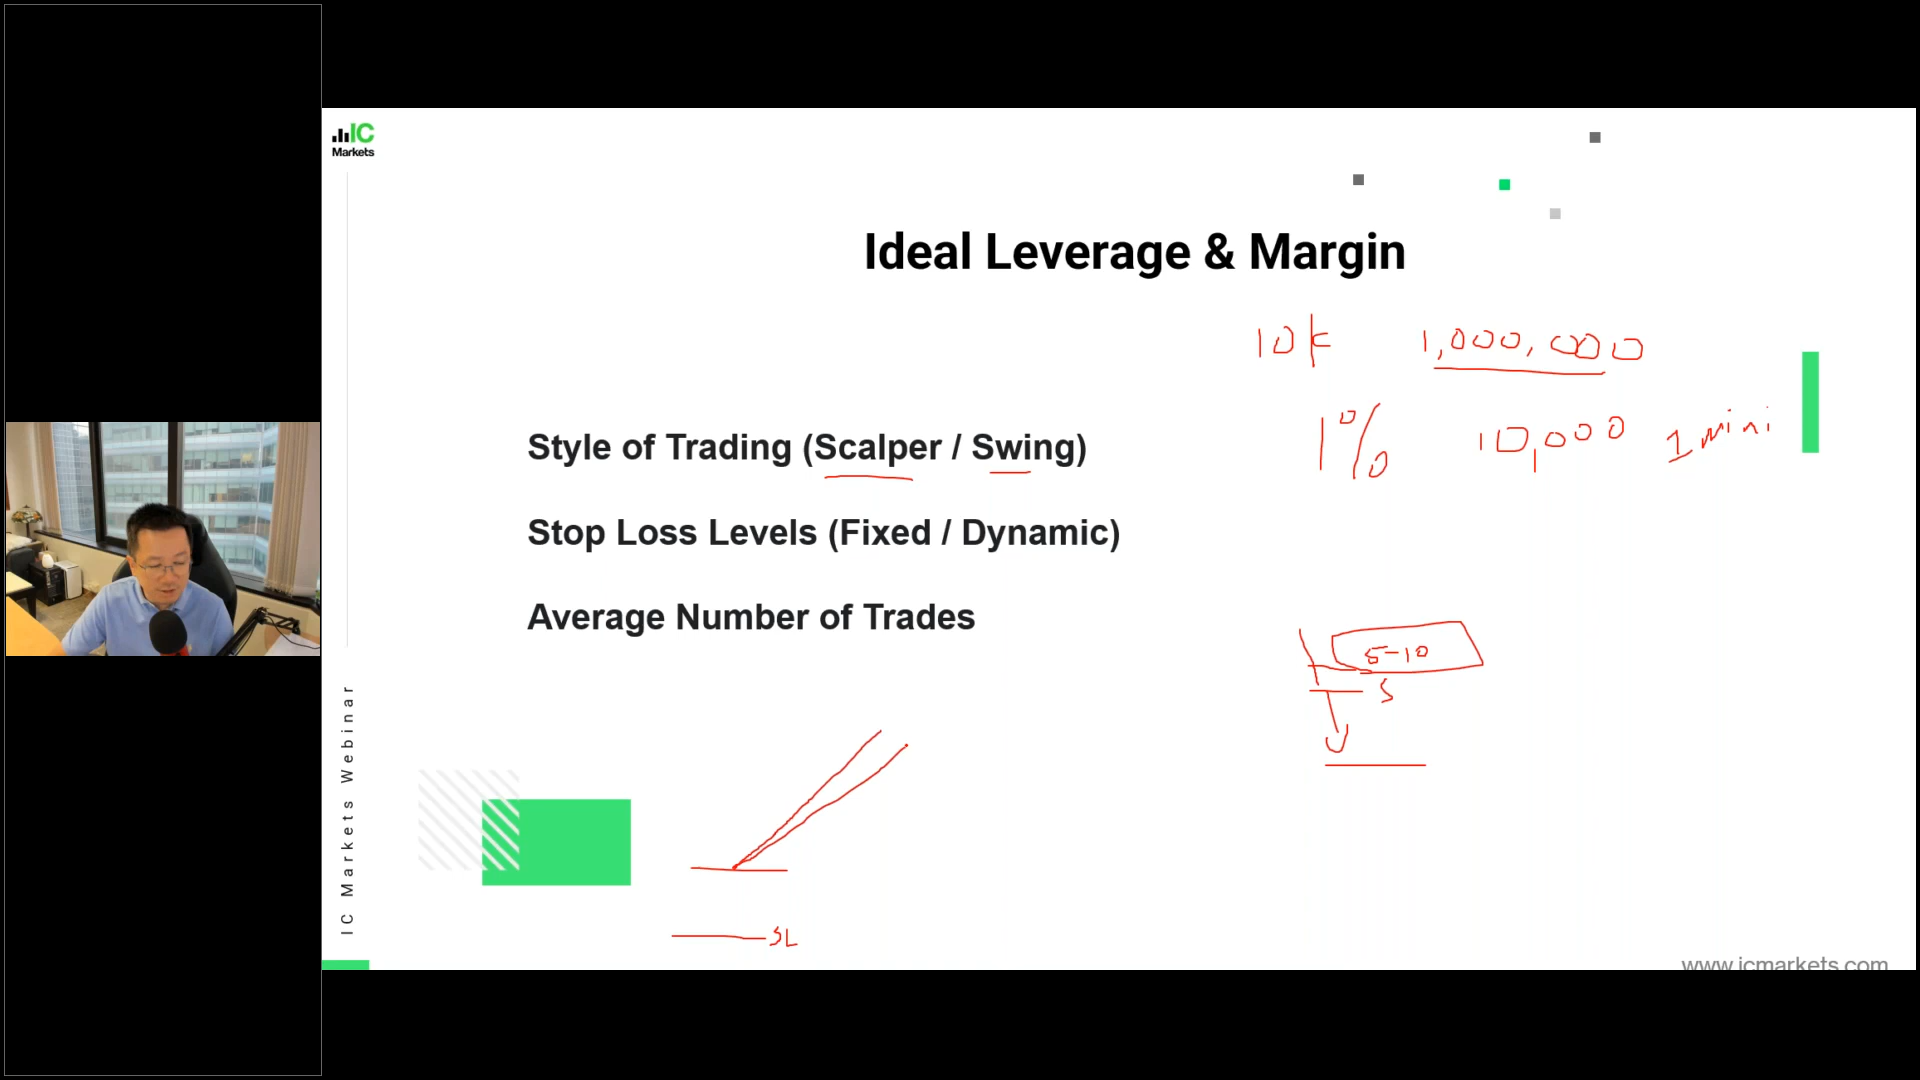 IC
Markets
Ideal Leverage & Margin
10k 1,000,000
1% 10,000 1 mini
Style of Trading (Scalper / Swing)
Stop Loss Levels (Fixed / Dynamic)
Average Number of Trades
5-10
S
SL
IC Markets Webinar
www.icmarkets.com